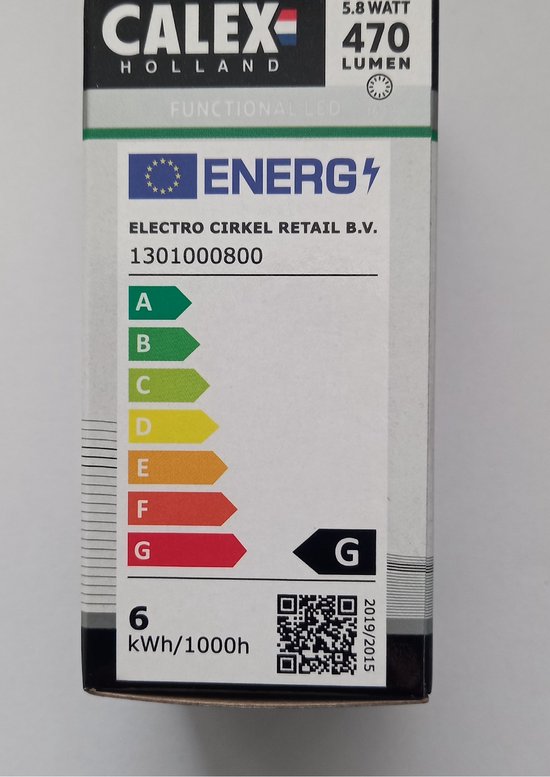 CALEX
HOLLAND
5.8 WATT
470
LUMEN
FUNCTIONAL LED
ENERG
ELECTRO CIRKEL RETAIL B.V.
1301000800
A
B
C
D
E
F
G
G
6
kWh/1000h
2019/2015